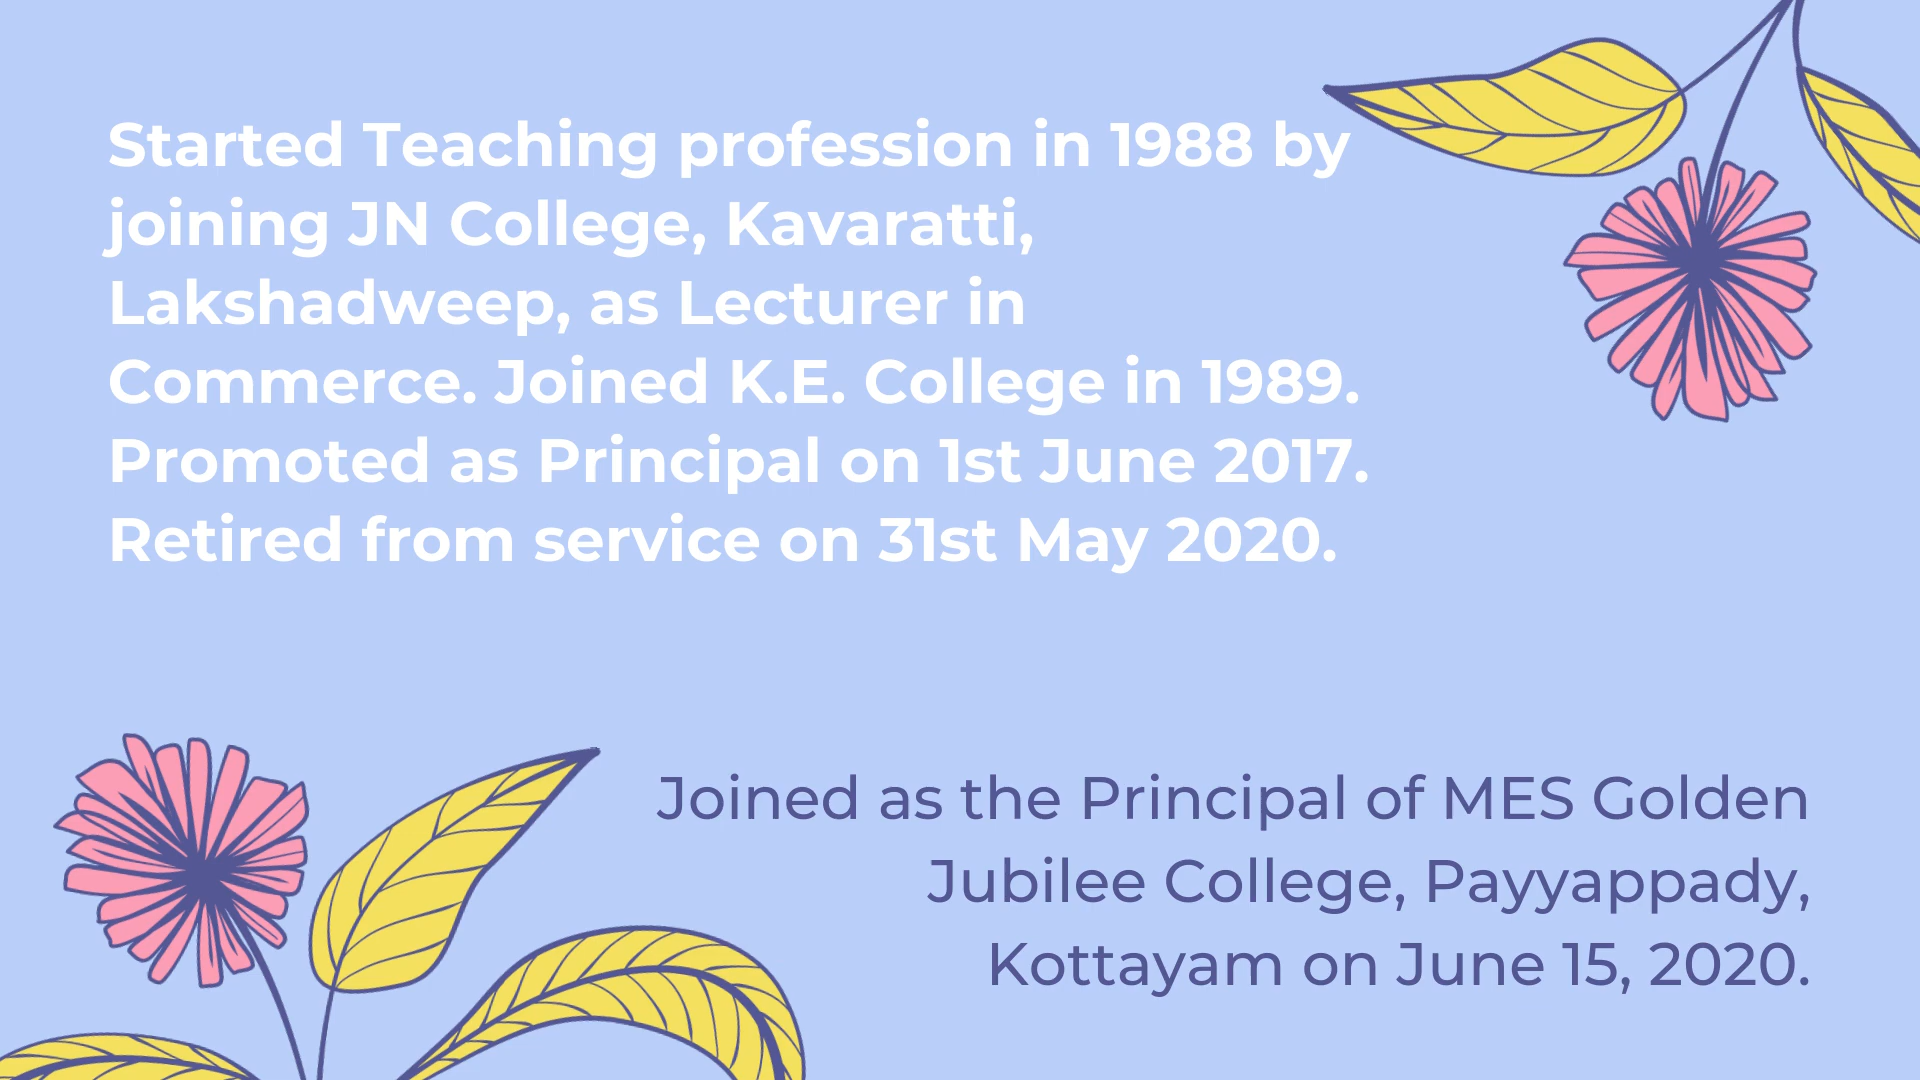 Started Teaching profession in 1988 by
joining JN College, Kavaratti,
Lakshadweep, as Lecturer in
Commerce. Joined K.E. College in 1989.
Promoted as Principal on 1st June 2017.
Retired from service on 31st May 2020.
Joined as the Principal of MES Golden
Jubilee College, Payyappady,
Kottayam on June 15, 2020.